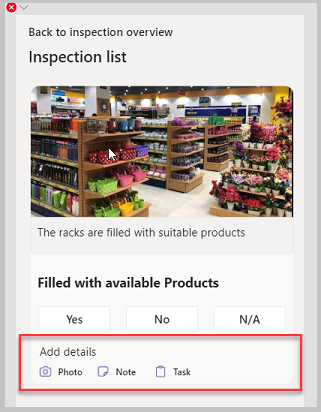 Back to inspection overview
Inspection list
The racks are filled with suitable products
Filled with available Products
Yes No N/A
Add details
Photo Note Task